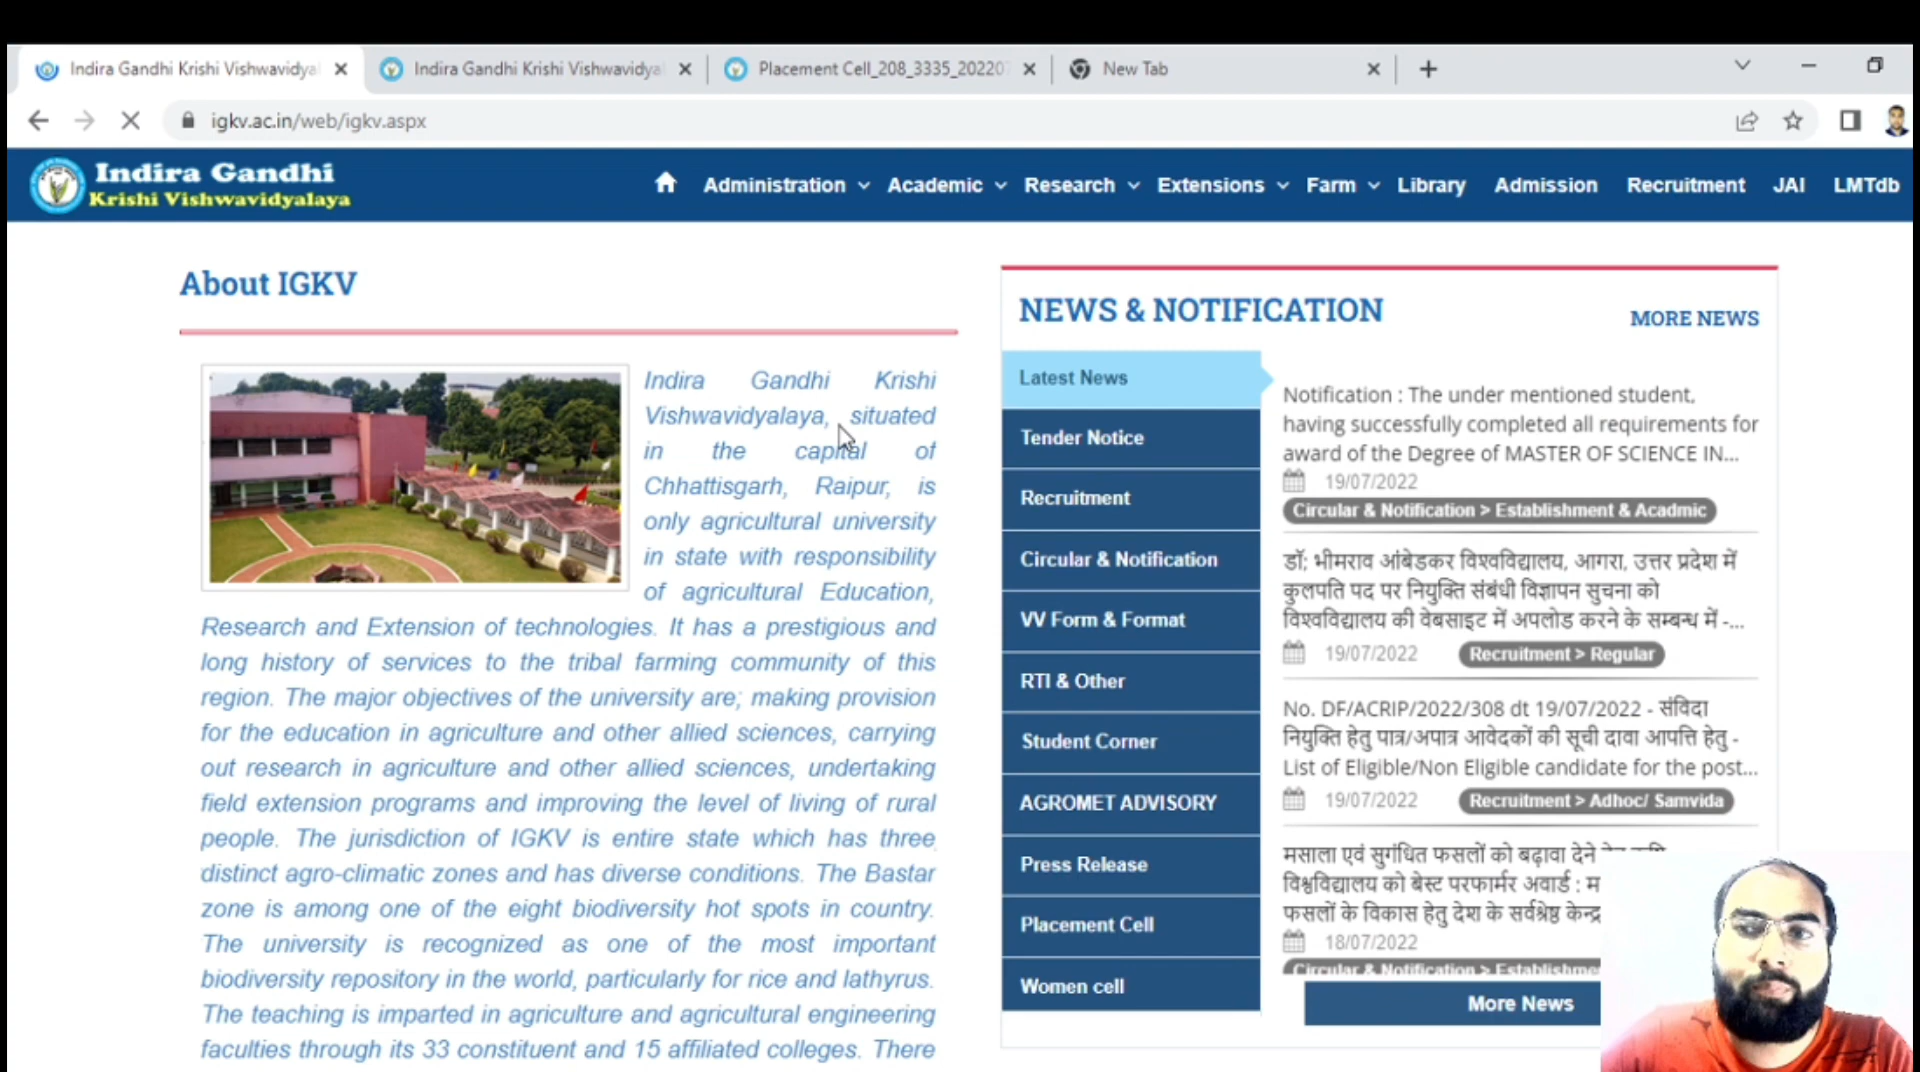 Indira Gandhi Krishi Vishwavidya
Indira Gandhi Krishi Vishwavidya
Placement Cell_208_3335_20220
New Tab
igkv.ac.in/web/igkv.aspx
Indira Gandhi
Krishi Vishwavidyalaya
Administration
Academic
Research
Extensions
Farm
Library
Admission
Recruitment
JAI
LMTdb
About IGKV
Indira Gandhi Krishi
Vishwavidyalaya, situated
in the capital of
Chhattisgarh, Raipur, is
only agricultural university
in state with responsibility
of agricultural Education,
Research and Extension of technologies. It has a prestigious and
long history of services to the tribal farming community of this
region. The major objectives of the university are; making provision
for the education in agriculture and other allied sciences, carrying
out research in agriculture and other allied sciences, undertaking
field extension programs and improving the level of living of rural
people. The jurisdiction of IGKV is entire state which has three
distinct agro-climatic zones and has diverse conditions. The Bastar
zone is among one of the eight biodiversity hot spots in country.
The university is recognized as one of the most important
biodiversity repository in the world, particularly for rice and lathyrus.
The teaching is imparted in agriculture and agricultural engineering
faculties through its 33 constituent and 15 affiliated colleges. There
NEWS & NOTIFICATION
MORE NEWS
Latest News
Tender Notice
Recruitment
Circular & Notification
VV Form & Format
RTI & Other
Student Corner
AGROMET ADVISORY
Press Release
Placement Cell
Women cell
Notification : The under mentioned student,
having successfully completed all requirements for
award of the Degree of MASTER OF SCIENCE IN...
19/07/2022
Circular & Notification > Establishment & Acadmic
डॉ; भीमराव आंबेडकर विश्वविद्यालय, आगरा, उत्तर प्रदेश में
कुलपति पद पर नियुक्ति संबंधी विज्ञापन सुचना को
विश्वविद्यालय की वेबसाइट में अपलोड करने के सम्बन्ध में -...
19/07/2022 Recruitment > Regular
No. DF/ACRIP/2022/308 dt 19/07/2022 - संविदा
नियुक्ति हेतु पात्र/अपात्र आवेदकों की सूची दावा आपत्ति हेतु -
List of Eligible/Non Eligible candidate for the post...
19/07/2022 Recruitment > Adhoc/ Samvida
मसाला एवं सुगंधित फसलों को बढ़ावा देने
विश्वविद्यालय को बेस्ट परफार्मर अवार्ड : म
फसलों के विकास हेतु देश के सर्वश्रेष्ठ केन्द्र
18/07/2022
Circular & Notification > Establishme
More News